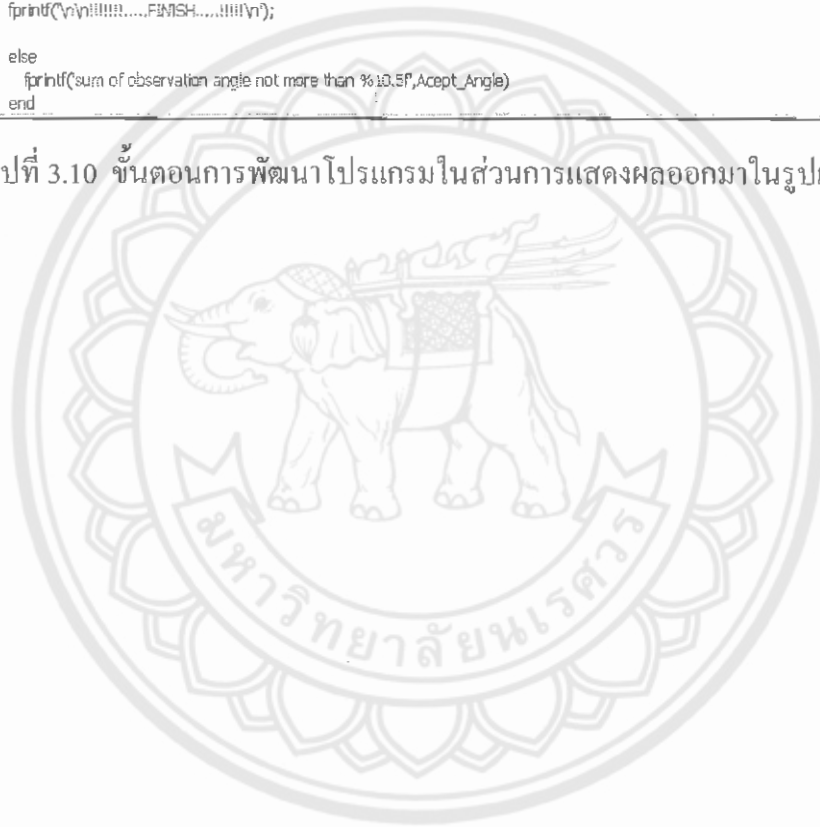 fprintf('\n\n!!!!!!!.....FINISH.....!!!!!!\n');
else
fprintf('sum of observation angle not more than %10.5f',Acept_Angle)
end
ปที่ 3.10 ขั้นตอนการพัฒนาโปรแกรมในส่วนการแสดงผลออกมาในรูป
มหาวิทยาลัยนเรศวร